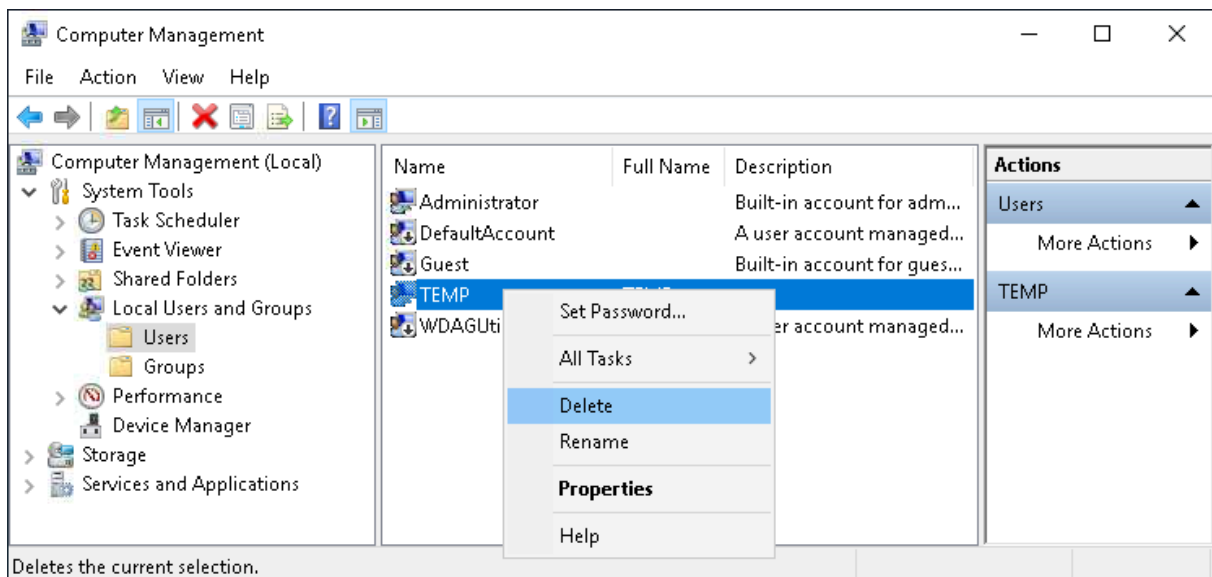 Computer Management
File Action View Help
Computer Management (Local)
System Tools
Task Scheduler
Event Viewer
Shared Folders
Local Users and Groups
Users
Groups
Performance
Device Manager
Storage
Services and Applications
Name Full Name Description
Administrator Built-in account for adm...
DefaultAccount A user account managed...
Guest Built-in account for gues...
TEMP
WDAGUti er account managed...
Set Password...
All Tasks
Delete
Rename
Properties
Help
Actions
Users
More Actions
TEMP
More Actions
Deletes the current selection.